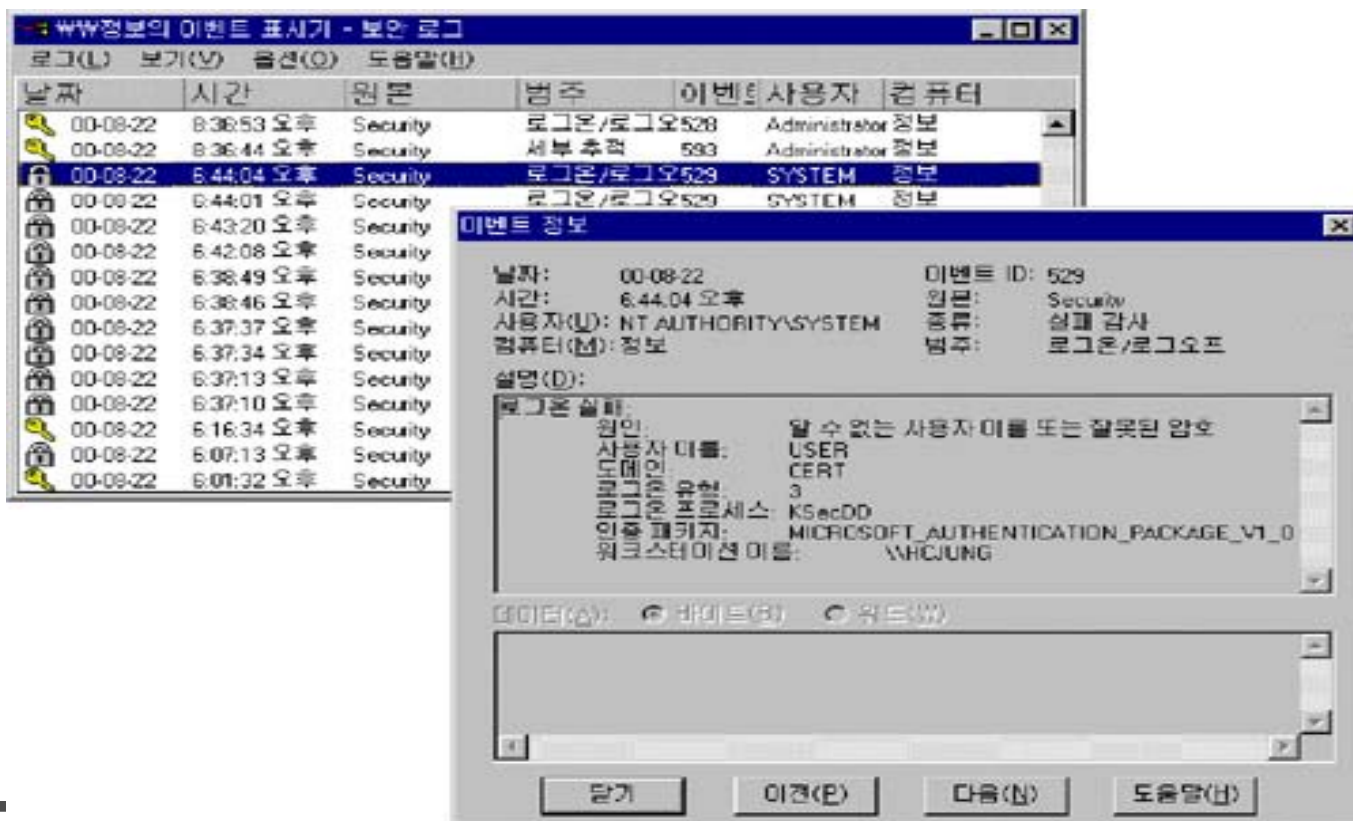 ₩₩정보의 이벤트 표시기 - 보안 로그
로그(L) 보기(V) 옵션(O) 도움말(H)
날짜 시간 원본 범주 이벤트 사용자 컴퓨터
00-08-22 8:36:53 오후 Security 로그온/로그오 528 Administrator 정보
00-08-22 8:36:44 오후 Security 세부 추적 593 Administrator 정보
00-08-22 6:44:04 오후 Security 로그온/로그오 529 SYSTEM 정보
00-08-22 6:44:01 오후 Security 로그온/로그오 529 SYSTEM 정보
00-08-22 6:43:20 오후 Security
00-08-22 6:42:08 오후 Security
00-08-22 6:38:49 오후 Security
00-08-22 6:38:46 오후 Security
00-08-22 6:37:37 오후 Security
00-08-22 6:37:34 오후 Security
00-08-22 6:37:13 오후 Security
00-08-22 6:37:10 오후 Security
00-08-22 6:16:34 오후 Security
00-08-22 6:07:13 오후 Security
00-08-22 6:01:32 오후 Security
이벤트 정보
날짜: 00-08-22 이벤트 ID: 529
시간: 6:44:04 오후 원본: Security
사용자(U): NT AUTHORITY\SYSTEM 종류: 실패 감사
컴퓨터(M): 정보 범주: 로그온/로그오프
설명(D):
로그온 실패:
원인: 알 수 없는 사용자 이름 또는 잘못된 암호
사용자 이름: USER
도메인: CERT
로그온 유형: 3
로그온 프로세스: KSecDD
인증 패키지: MICROSOFT_AUTHENTICATION_PACKAGE_V1_0
워크스테이션 이름: \\HCJUNG
데이터(A): 바이트(B) 워드(W)
닫기 이전(P) 다음(N) 도움말(H)